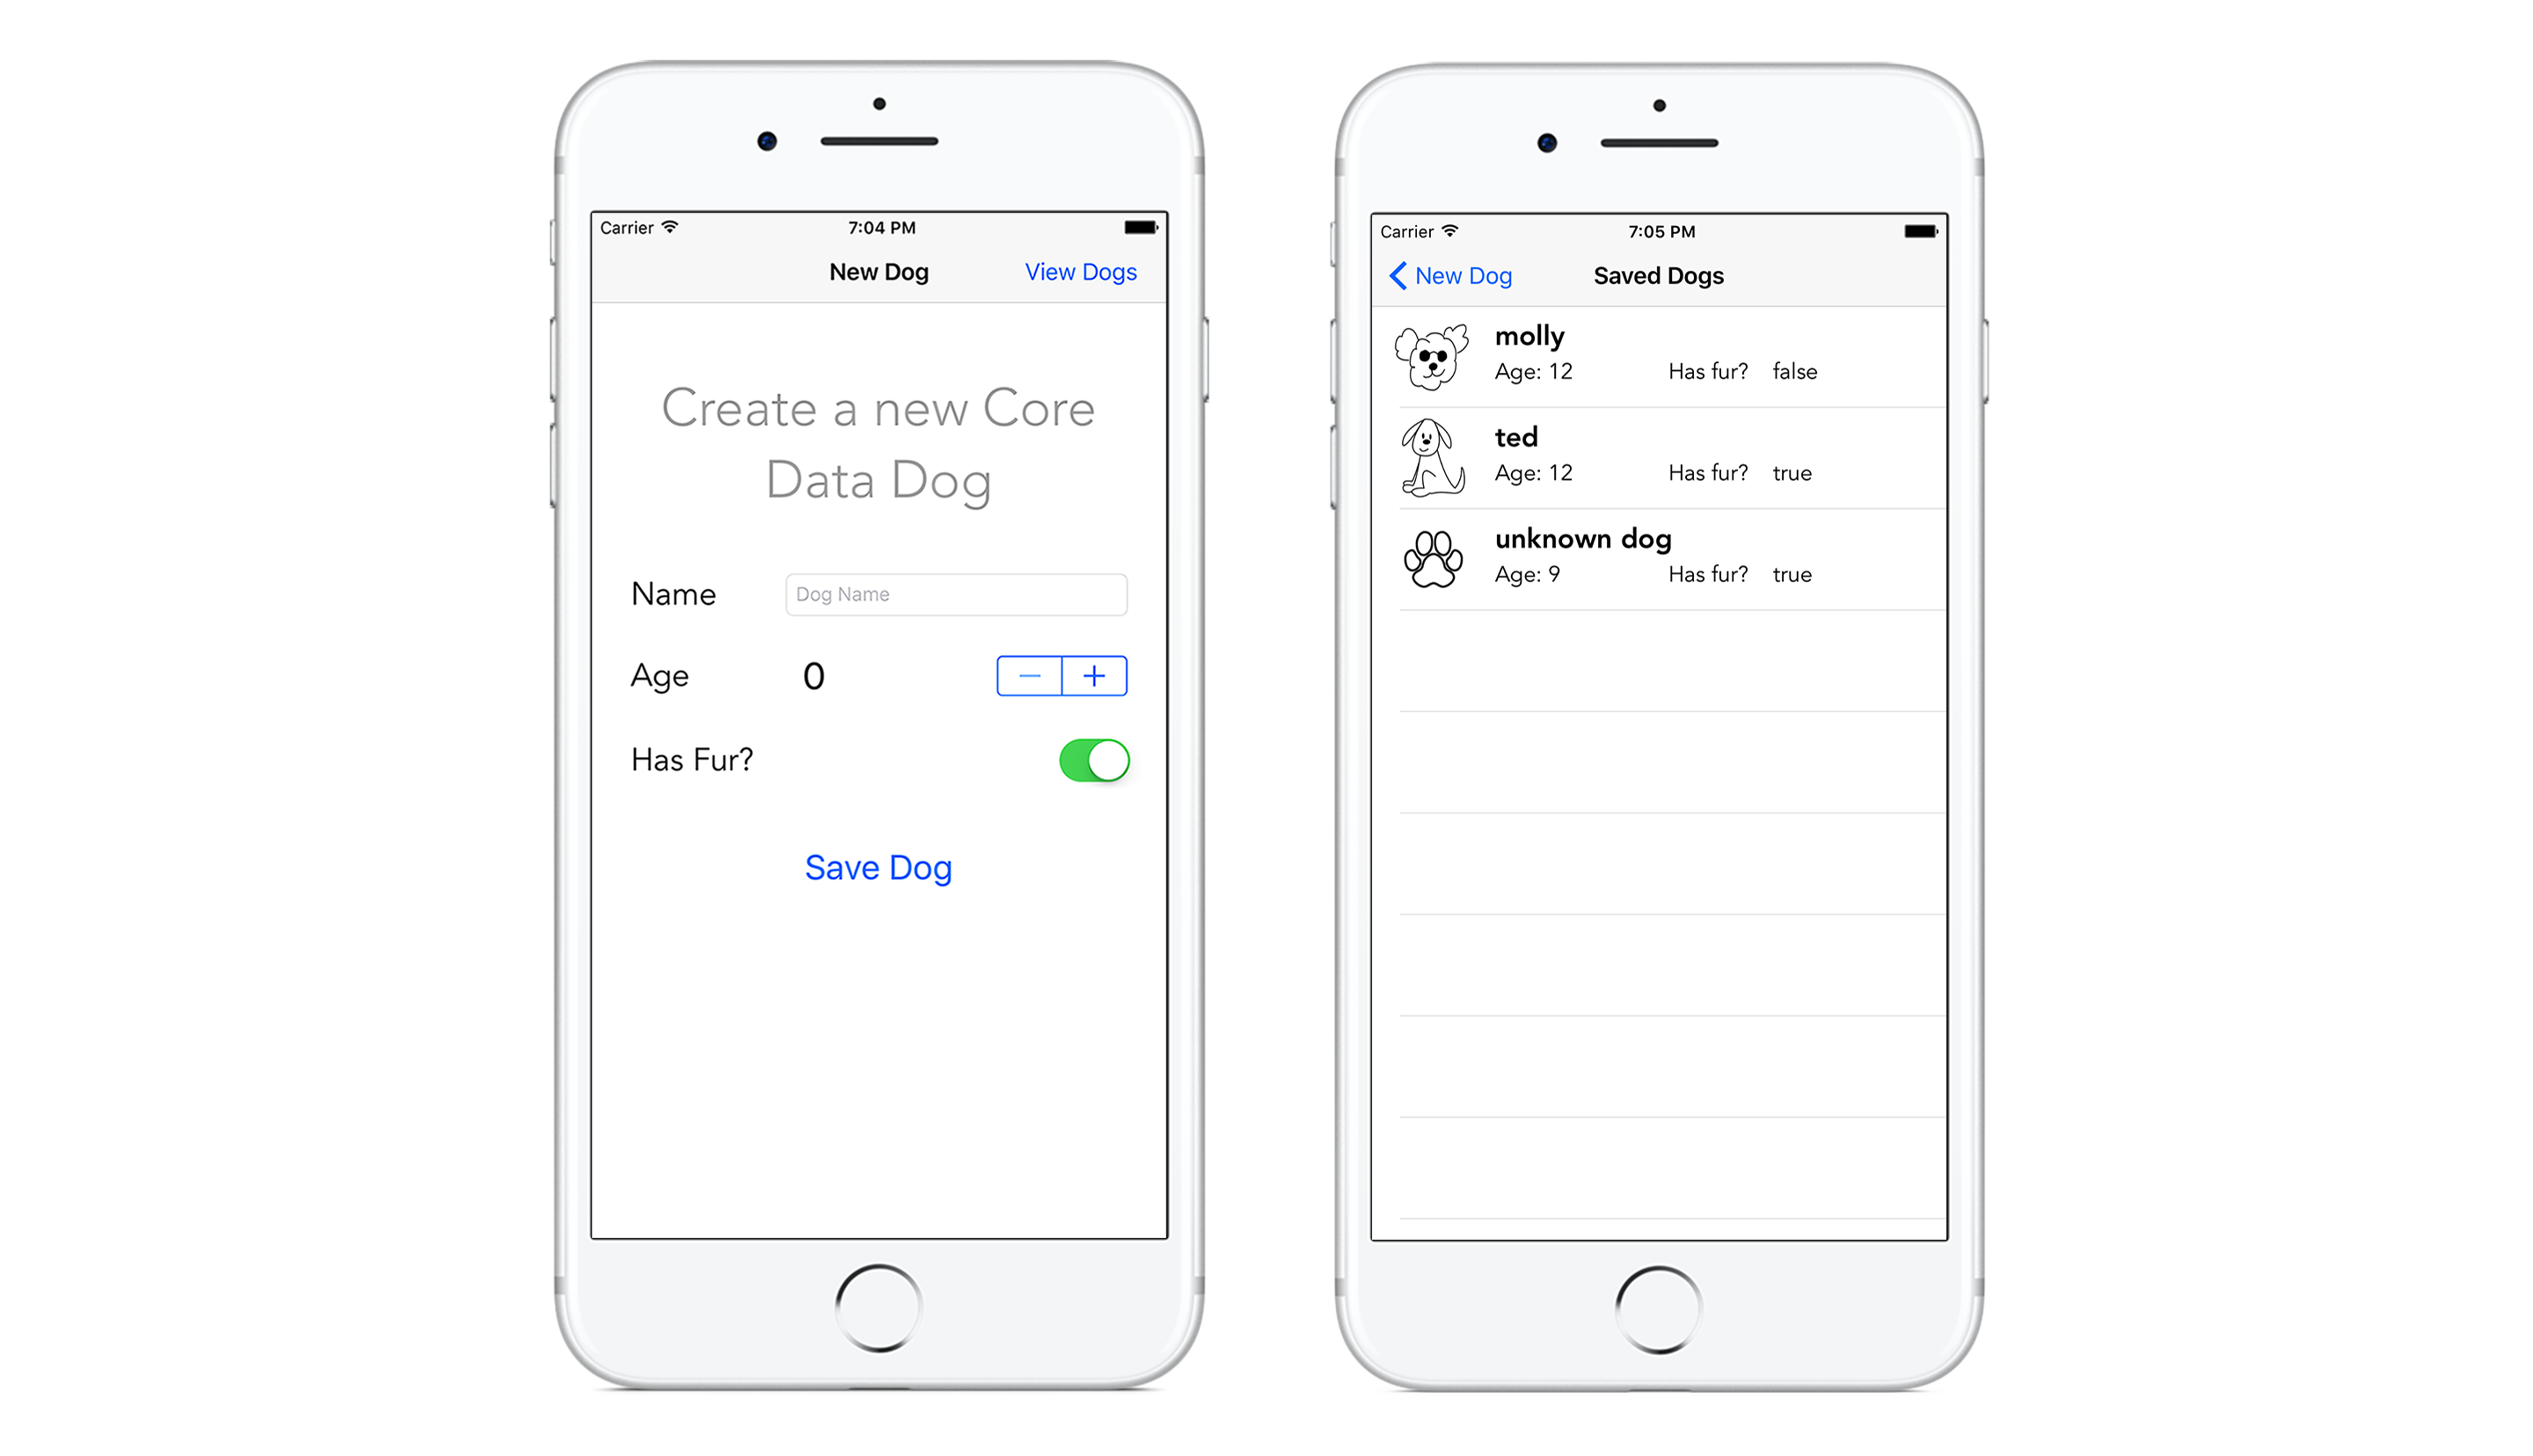 Carrier 7:04 PM
New Dog View Dogs
Create a new Core
Data Dog
Name Dog Name
Age 0 − +
Has Fur?
Save Dog
Carrier 7:05 PM
New Dog Saved Dogs
molly
Age: 12 Has fur? false
ted
Age: 12 Has fur? true
unknown dog
Age: 9 Has fur? true